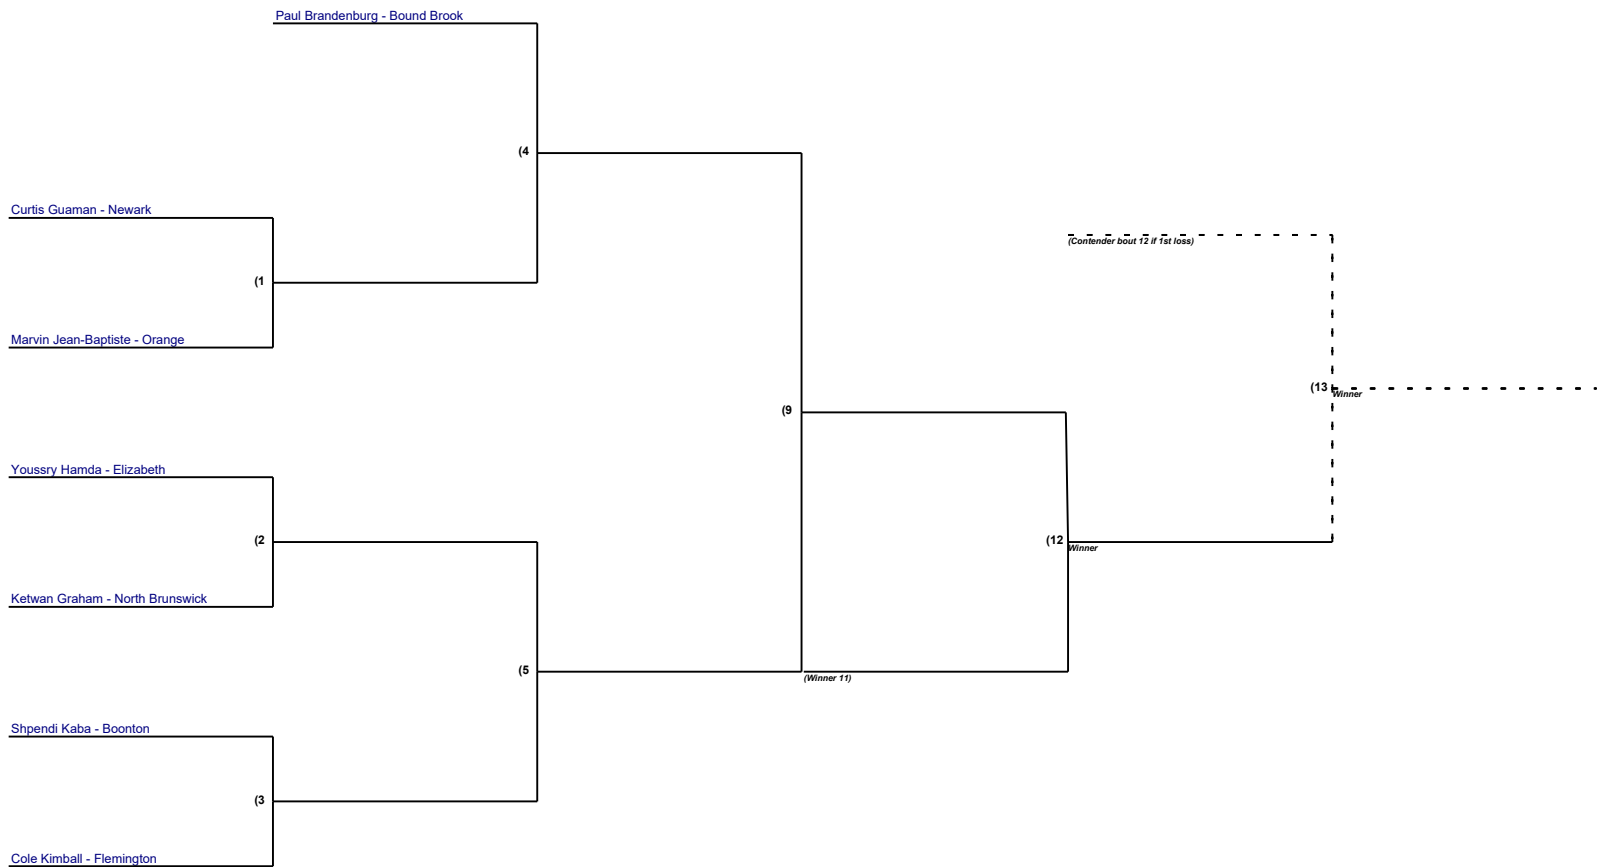 Paul Brandenburg - Bound Brook
(4
Curtis Guaman - Newark
(Contender bout 12 if 1st loss)
(1
Marvin Jean-Baptiste - Orange
(13
Winner
(9
Youssry Hamda - Elizabeth
(2
(12
Winner
Ketwan Graham - North Brunswick
(5
(Winner 11)
Shpendi Kaba - Boonton
(3
Cole Kimball - Flemington